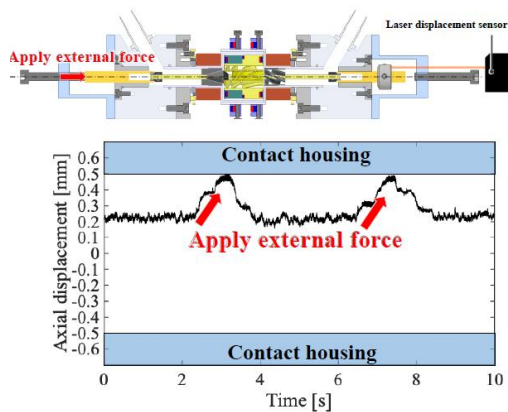 Laser displacement sensor
Apply external force
Contact housing
Apply external force
Contact housing
Axial displacement [mm]
0.6
0.5
0.4
0.3
0.2
0.1
0
-0.1
-0.2
-0.3
-0.4
-0.5
-0.6
0 2 4 6 8 10
Time [s]